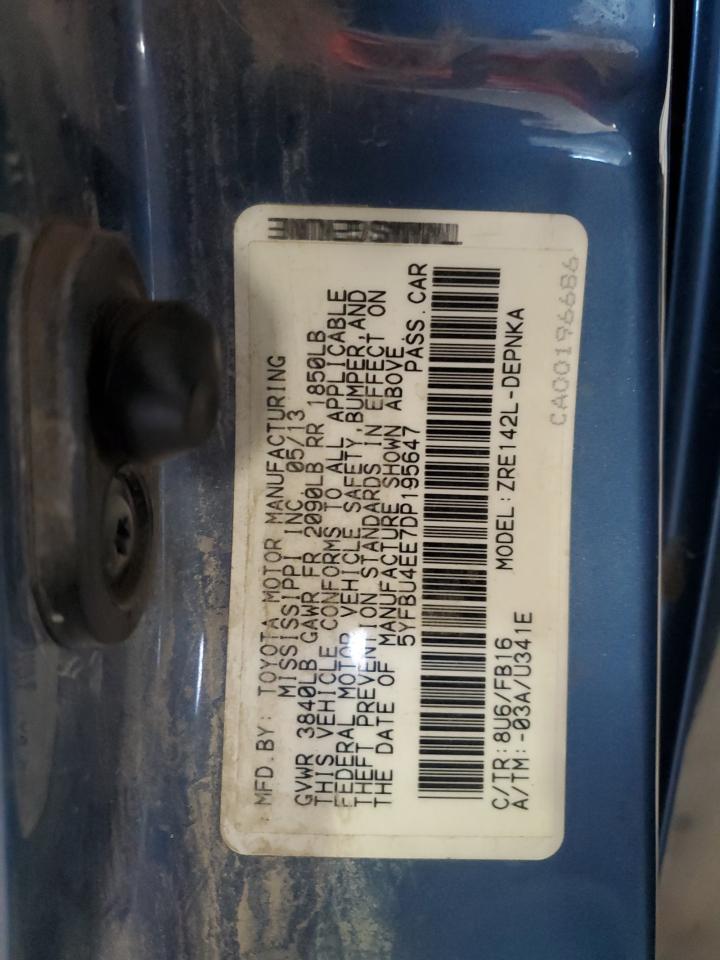 MFD.BY: TOYOTA MOTOR MANUFACTURING
MISSISSIPPI INC 05/13
GVWR 3840LB GAWR FR 2090LB RR 1850LB
THIS VEHICLE CONFORMS TO ALL APPLICABLE
FEDERAL MOTOR VEHICLE SAFETY, BUMPER, AND
THEFT PREVENTION STANDARDS IN EFFECT ON
THE DATE OF MANUFACTURE SHOWN ABOVE.
5YFBU4EE7DP195647 PASS.CAR
C/TR:8U6/FB16 MODEL:ZRE142L-DEPNKA
A/TM:-03A/U341E
CA00196686